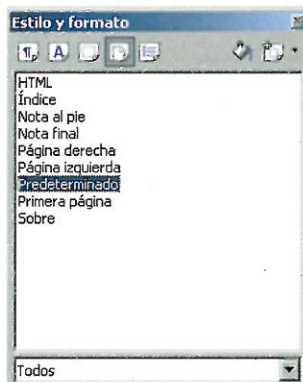 Estilo y formato
HTML
Índice
Nota al pie
Nota final
Página derecha
Página izquierda
Predeterminado
Primera página
Sobre
Todos